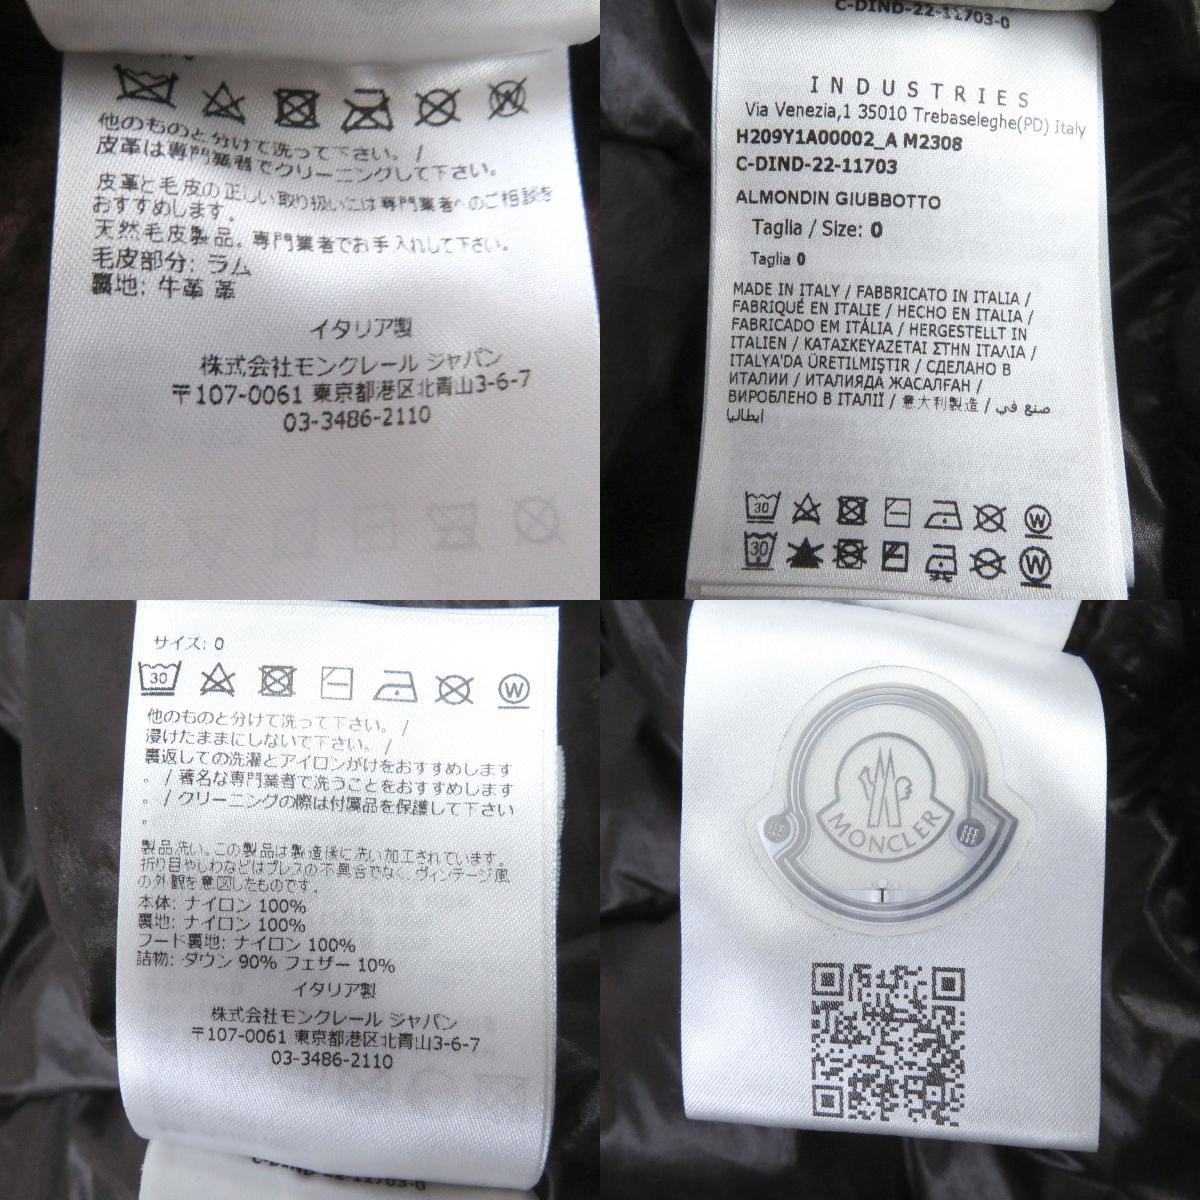 他のものと分けて洗って下さい。 /
皮革は専門業者でクリーニングして下さい。
皮革と毛皮の正しい取り扱いには専門業者へのご相談を
おすすめします。
天然毛皮製品。専門業者でお手入れして下さい。
毛皮部分: ラム
裏地: 牛革 革
イタリア製
株式会社モンクレール ジャパン
〒107-0061 東京都港区北青山3-6-7
03-3486-2110
C-DIND-22-11703-0
INDUSTRIES
Via Venezia,1 35010 Trebaseleghe(PD) Italy
H209Y1A00002_A M2308
C-DIND-22-11703
ALMONDIN GIUBBOTTO
Taglia / Size: 0
Taglia 0
MADE IN ITALY / FABBRICATO IN ITALIA /
FABRIQUÉ EN ITALIE / HECHO EN ITALIA /
FABRICADO EM ITÁLIA / HERGESTELLT IN
ITALIEN / ΚΑΤΑΣΚΕΥΑΖΕΤΑΙ ΣΤΗΝ ΙΤΑΛΙΑ /
ITALYA'DA ÜRETILMIŞTIR / СДЕЛАНО В
ИТАЛИИ / ИТАЛИЯДА ЖАСАЛҒАН /
ВИРОБЛЕНО В ІТАЛІЇ / 意大利製造 / صنع في
ايطاليا
30
W
30
W
サイズ: 0
30
W
他のものと分けて洗って下さい。 /
浸けたままにしないで下さい。 /
裏返しての洗濯とアイロンがけをおすすめします
。 / 著名な専門業者で洗うことをおすすめします
。 / クリーニングの際は付属品を保護して下さい
。
製品洗い。この製品は製造後に洗い加工されています。
折り目やしわなどはプレスの不具合でなく、ヴィンテージ風
の外観を意図したものです。
本体: ナイロン 100%
裏地: ナイロン 100%
フード裏地: ナイロン 100%
詰物: ダウン 90% フェザー 10%
イタリア製
株式会社モンクレール ジャパン
〒107-0061 東京都港区北青山3-6-7
03-3486-2110
C-DIND-22-11703-0
MONCLER